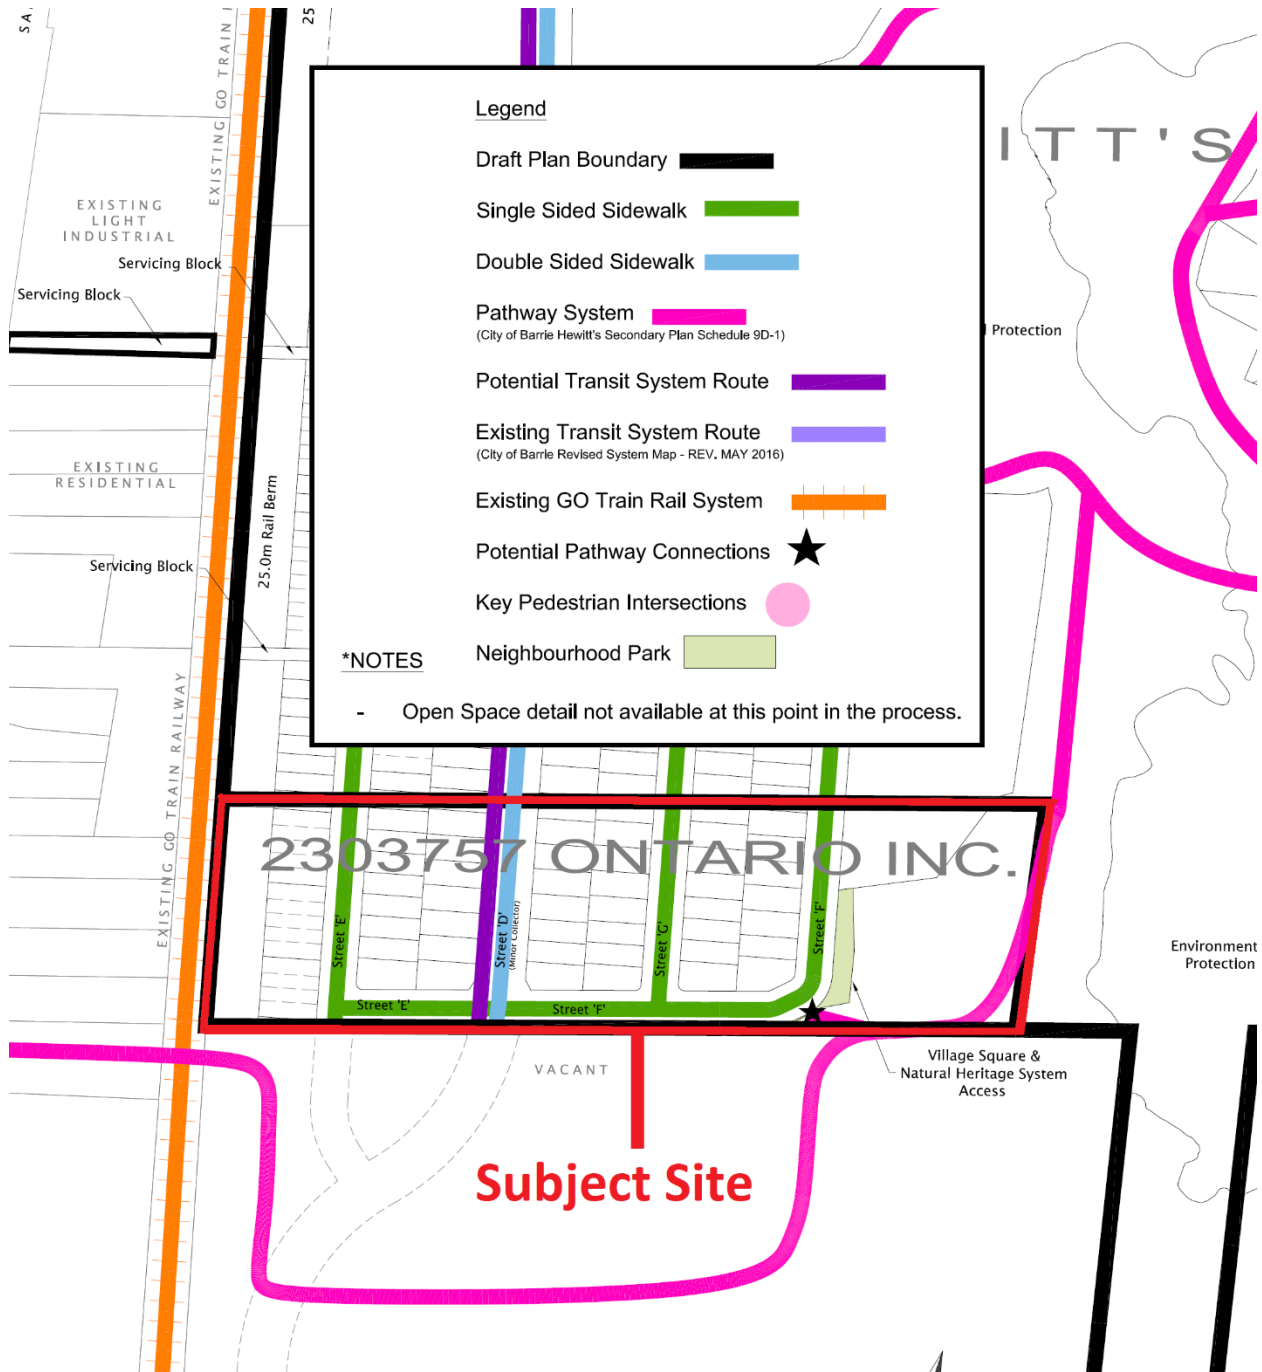 SA
25
EXISTING GO TRAIN
ITT'S
Legend
Draft Plan Boundary
Single Sided Sidewalk
Double Sided Sidewalk
Pathway System
(City of Barrie Hewitt's Secondary Plan Schedule 9D-1)
Potential Transit System Route
Existing Transit System Route
(City of Barrie Revised System Map - REV. MAY 2016)
Existing GO Train Rail System
Potential Pathway Connections
Key Pedestrian Intersections
Neighbourhood Park
*NOTES
- Open Space detail not available at this point in the process.
EXISTING
LIGHT
INDUSTRIAL
Servicing Block
Servicing Block
Protection
EXISTING
RESIDENTIAL
25.0m Rail Berm
Servicing Block
EXISTING GO TRAIN RAILWAY
2303757 ONTARIO INC.
Street 'E'
Street 'D'
(Minor Collector)
Street 'G'
Street 'F'
Street 'E'
Street 'F'
Environment
Protection
VACANT
Village Square &
Natural Heritage System
Access
Subject Site